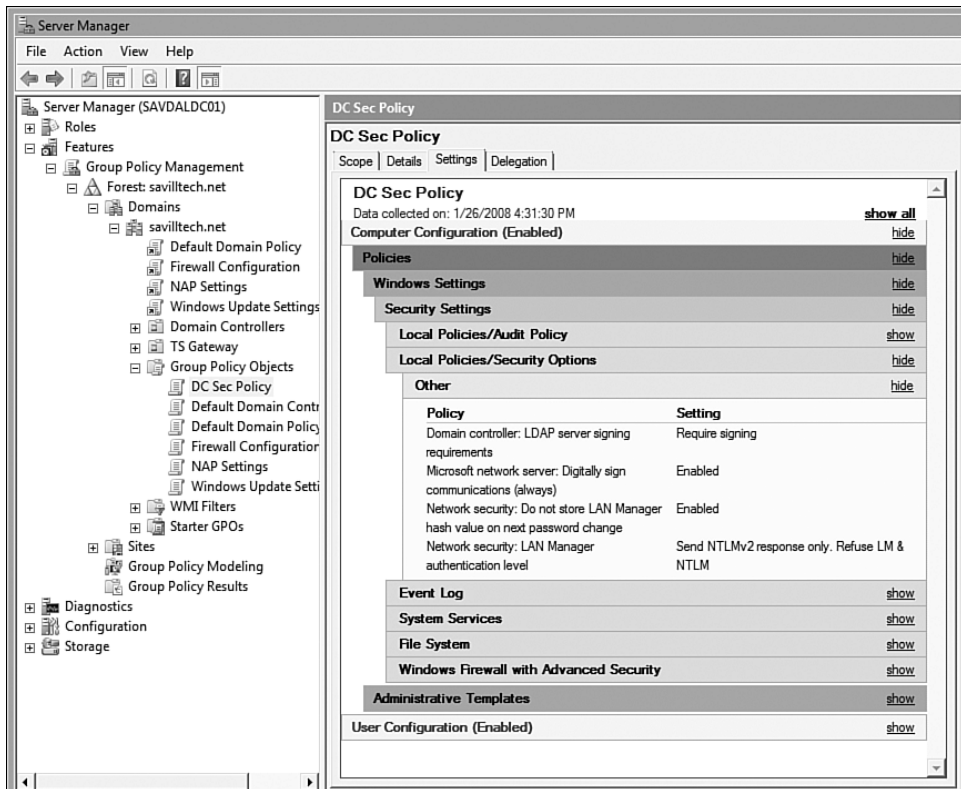 Server Manager
File Action View Help
Server Manager (SAVDALDC01)
Roles
Features
Group Policy Management
Forest: savilltech.net
Domains
savilltech.net
Default Domain Policy
Firewall Configuration
NAP Settings
Windows Update Settings
Domain Controllers
TS Gateway
Group Policy Objects
DC Sec Policy
Default Domain Contr
Default Domain Policy
Firewall Configuration
NAP Settings
Windows Update Setti
WMI Filters
Starter GPOs
Sites
Group Policy Modeling
Group Policy Results
Diagnostics
Configuration
Storage
DC Sec Policy
DC Sec Policy
Scope Details Settings Delegation
DC Sec Policy
Data collected on: 1/26/2008 4:31:30 PM show all
Computer Configuration (Enabled) hide
Policies hide
Windows Settings hide
Security Settings hide
Local Policies/Audit Policy show
Local Policies/Security Options hide
Other hide
Policy Setting
Domain controller: LDAP server signing Require signing
requirements
Microsoft network server: Digitally sign Enabled
communications (always)
Network security: Do not store LAN Manager Enabled
hash value on next password change
Network security: LAN Manager Send NTLMv2 response only. Refuse LM &
authentication level NTLM
Event Log show
System Services show
File System show
Windows Firewall with Advanced Security show
Administrative Templates show
User Configuration (Enabled) show